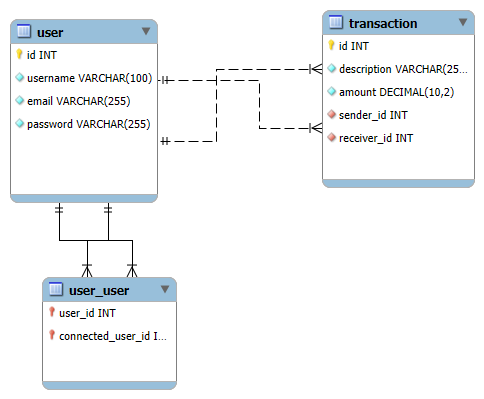 user
id INT
username VARCHAR(100)
email VARCHAR(255)
password VARCHAR(255)
transaction
id INT
description VARCHAR(25...
amount DECIMAL(10,2)
sender_id INT
receiver_id INT
user_user
user_id INT
connected_user_id I...